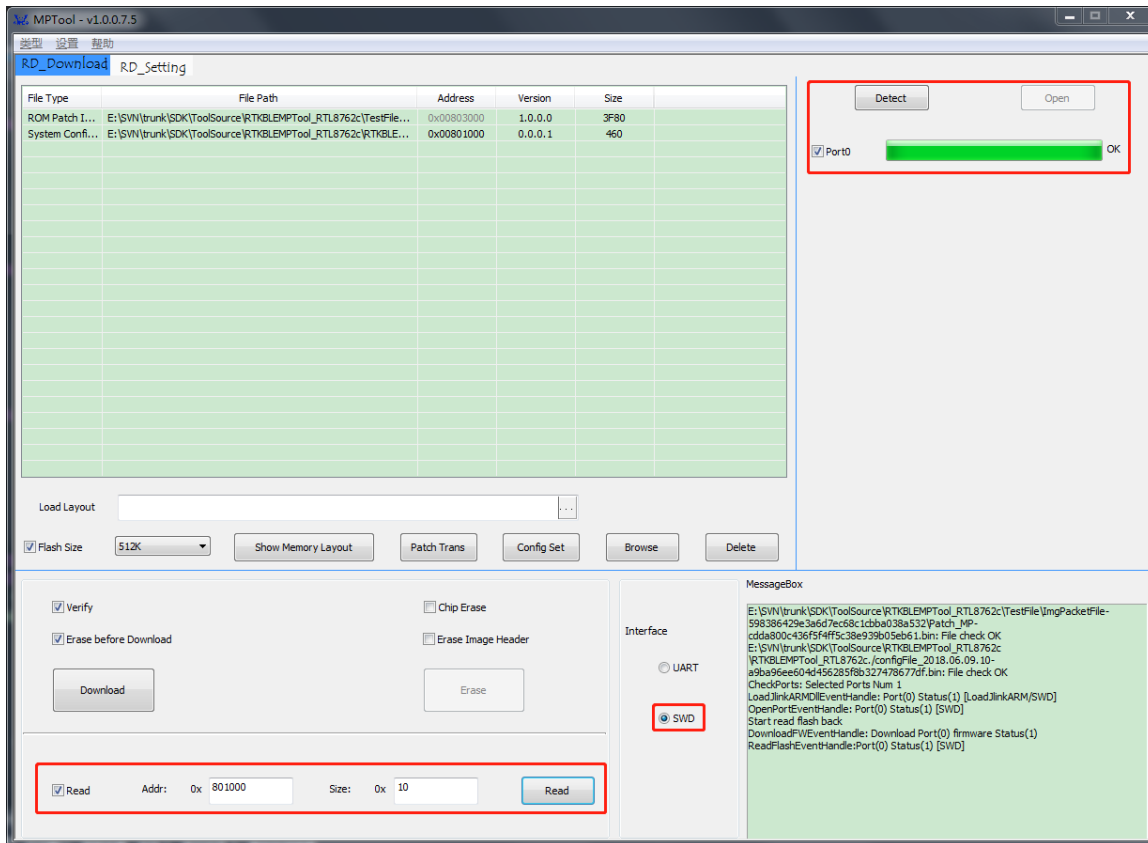 MPTool - v1.0.0.7.5
类型 设置 帮助
RD_Download RD_Setting
File Type File Path Address Version Size
ROM Patch I... E:\SVN\trunk\SDK\ToolSource\RTKBLEMPTool_RTL8762c\TestFile... 0x00803000 1.0.0.0 3F80
System Confi... E:\SVN\trunk\SDK\ToolSource\RTKBLEMPTool_RTL8762c\RTKBLE... 0x00801000 0.0.0.1 460
Detect Open
Port0 OK
Load Layout ...
Flash Size 512K Show Memory Layout Patch Trans Config Set Browse Delete
Verify Chip Erase
Erase before Download Erase Image Header
Download Erase
Read Addr: 0x 801000 Size: 0x 10 Read
Interface
UART
SWD
MessageBox
E:\SVN\trunk\SDK\ToolSource\RTKBLEMPTool_RTL8762c\TestFile\ImgPacketFile-
598386429e3a6d7ec68c1cbba038a532\Patch_MP-
cdda800c436f5f4ff5c38e939b05eb61.bin: File check OK
E:\SVN\trunk\SDK\ToolSource\RTKBLEMPTool_RTL8762c
\RTKBLEMPTool_RTL8762c./configFile_2018.06.09.10-
a9ba96ee604d456285f8b327478677df.bin: File check OK
CheckPorts: Selected Ports Num 1
LoadJlinkARMDllEventHandle: Port(0) Status(1) [LoadJlinkARM/SWD]
OpenPortEventHandle: Port(0) Status(1) [SWD]
Start read flash back
DownloadFWEventHandle: Download Port(0) firmware Status(1)
ReadFlashEventHandle:Port(0) Status(1) [SWD]